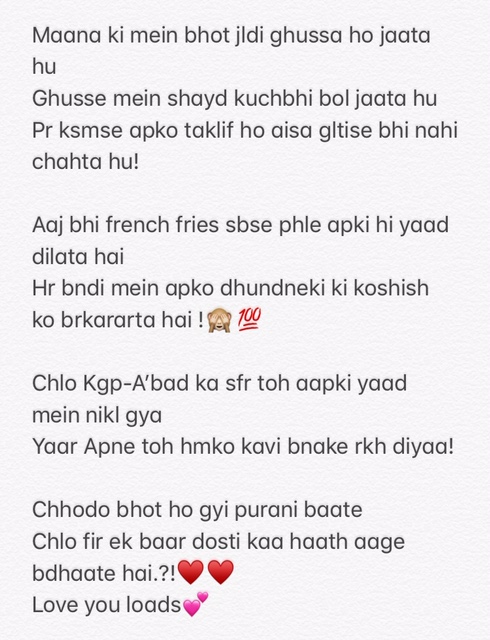 Maana ki mein bhot jldi ghussa ho jaata
hu
Ghusse mein shayd kuchbhi bol jaata hu
Pr ksmse apko taklif ho aisa gltise bhi nahi
chahta hu!
Aaj bhi french fries sbse phle apki hi yaad
dilata hai
Hr bndi mein apko dhundneki ki koshish
ko brkararta hai !🙈💯
Chlo Kgp-A’bad ka sfr toh aapki yaad
mein nikl gya
Yaar Apne toh hmko kavi bnake rkh diyaa!
Chhodo bhot ho gyi purani baate
Chlo fir ek baar dosti kaa haath aage
bdhaate hai.?!♥️♥️
Love you loads💕